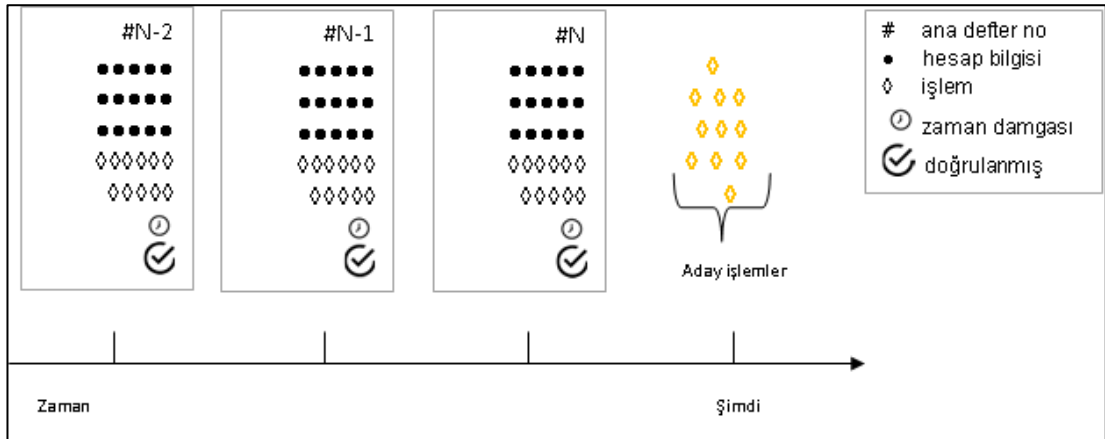 #N-2
#N-1
#N
Aday işlemler
# ana defter no
hesap bilgisi
işlem
zaman damgası
doğrulanmış
Zaman
Şimdi